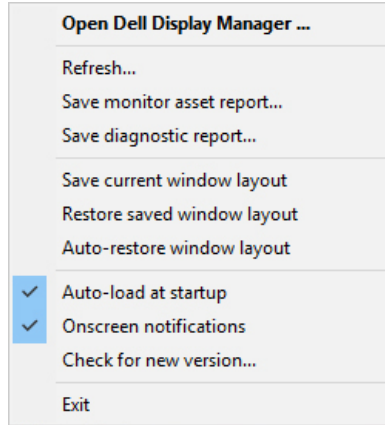 Open Dell Display Manager ...
Refresh...
Save monitor asset report...
Save diagnostic report...
Save current window layout
Restore saved window layout
Auto-restore window layout
Auto-load at startup
Onscreen notifications
Check for new version...
Exit